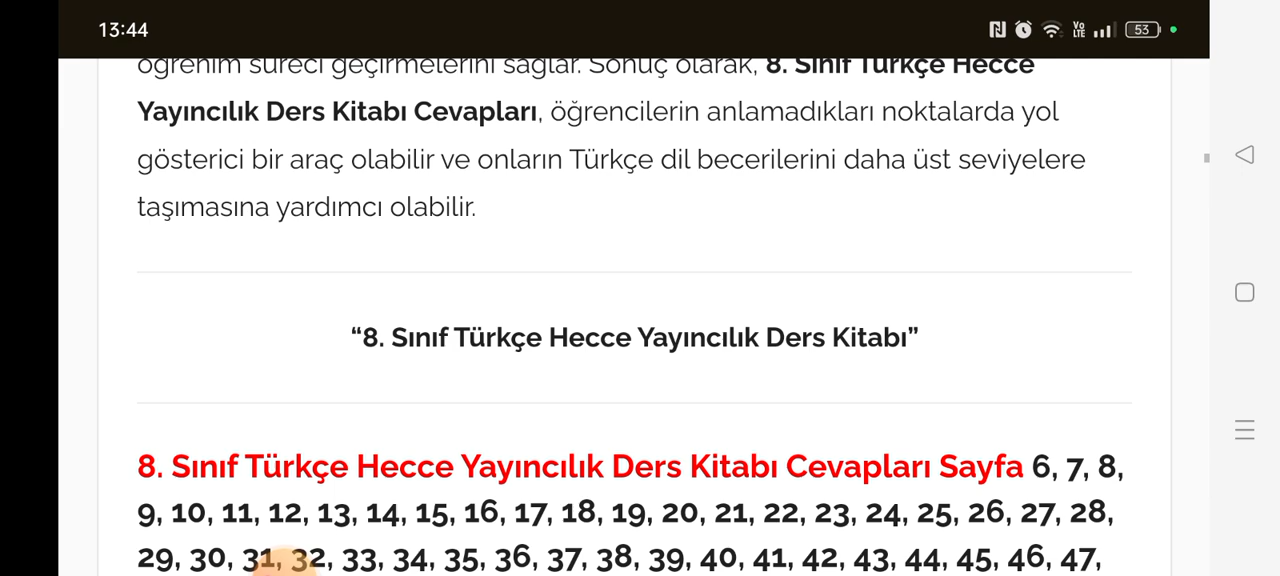 13:44
Vo LTE 53
öğrenim süreci geçirmelerini sağlar. Sonuç olarak, 8. Sınıf Türkçe Hecce
Yayıncılık Ders Kitabı Cevapları, öğrencilerin anlamadıkları noktalarda yol
gösterici bir araç olabilir ve onların Türkçe dil becerilerini daha üst seviyelere
taşımasına yardımcı olabilir.
“8. Sınıf Türkçe Hecce Yayıncılık Ders Kitabı”
8. Sınıf Türkçe Hecce Yayıncılık Ders Kitabı Cevapları Sayfa 6, 7, 8,
9, 10, 11, 12, 13, 14, 15, 16, 17, 18, 19, 20, 21, 22, 23, 24, 25, 26, 27, 28,
29, 30, 31, 32, 33, 34, 35, 36, 37, 38, 39, 40, 41, 42, 43, 44, 45, 46, 47,